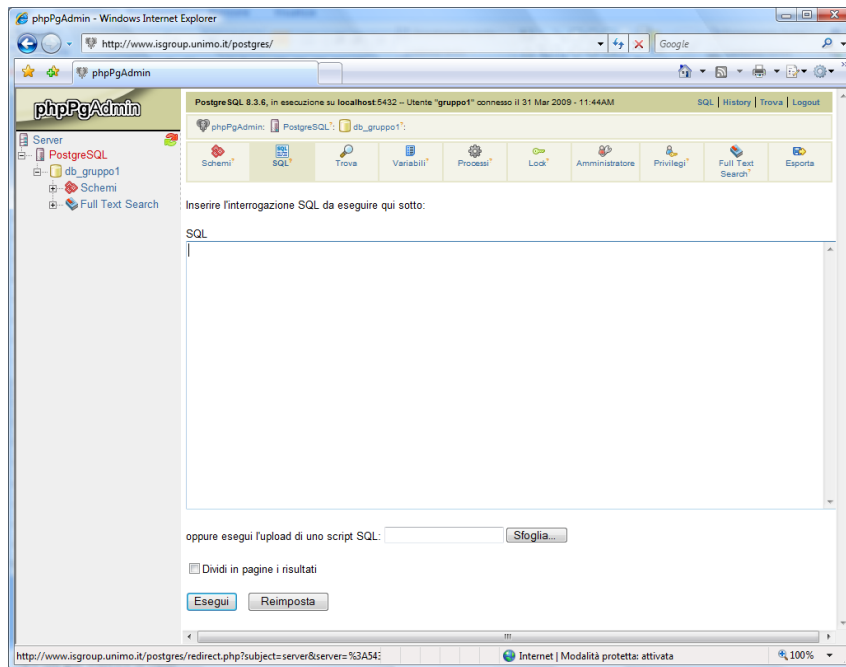 phpPgAdmin - Windows Internet Explorer
http://www.isgroup.unimo.it/postgres/
Google
phpPgAdmin
phpPgAdmin
PostgreSQL 8.3.6, in esecuzione su localhost:5432 -- Utente "gruppo1" connesso il 31 Mar 2009 - 11:44AM
SQL | History | Trova | Logout
phpPgAdmin: PostgreSQL?: db_gruppo1?:
Server
PostgreSQL
db_gruppo1
Schemi
Full Text Search
Schemi? SQL? Trova Variabili? Processi? Lock? Amministratore Privilegi? Full Text Search? Esporta
Inserire l'interrogazione SQL da eseguire qui sotto:
SQL
oppure esegui l'upload di uno script SQL: Sfoglia...
Dividi in pagine i risultati
Esegui Reimposta
http://www.isgroup.unimo.it/postgres/redirect.php?subject=server&server=%3A543
Internet | Modalità protetta: attivata
100%